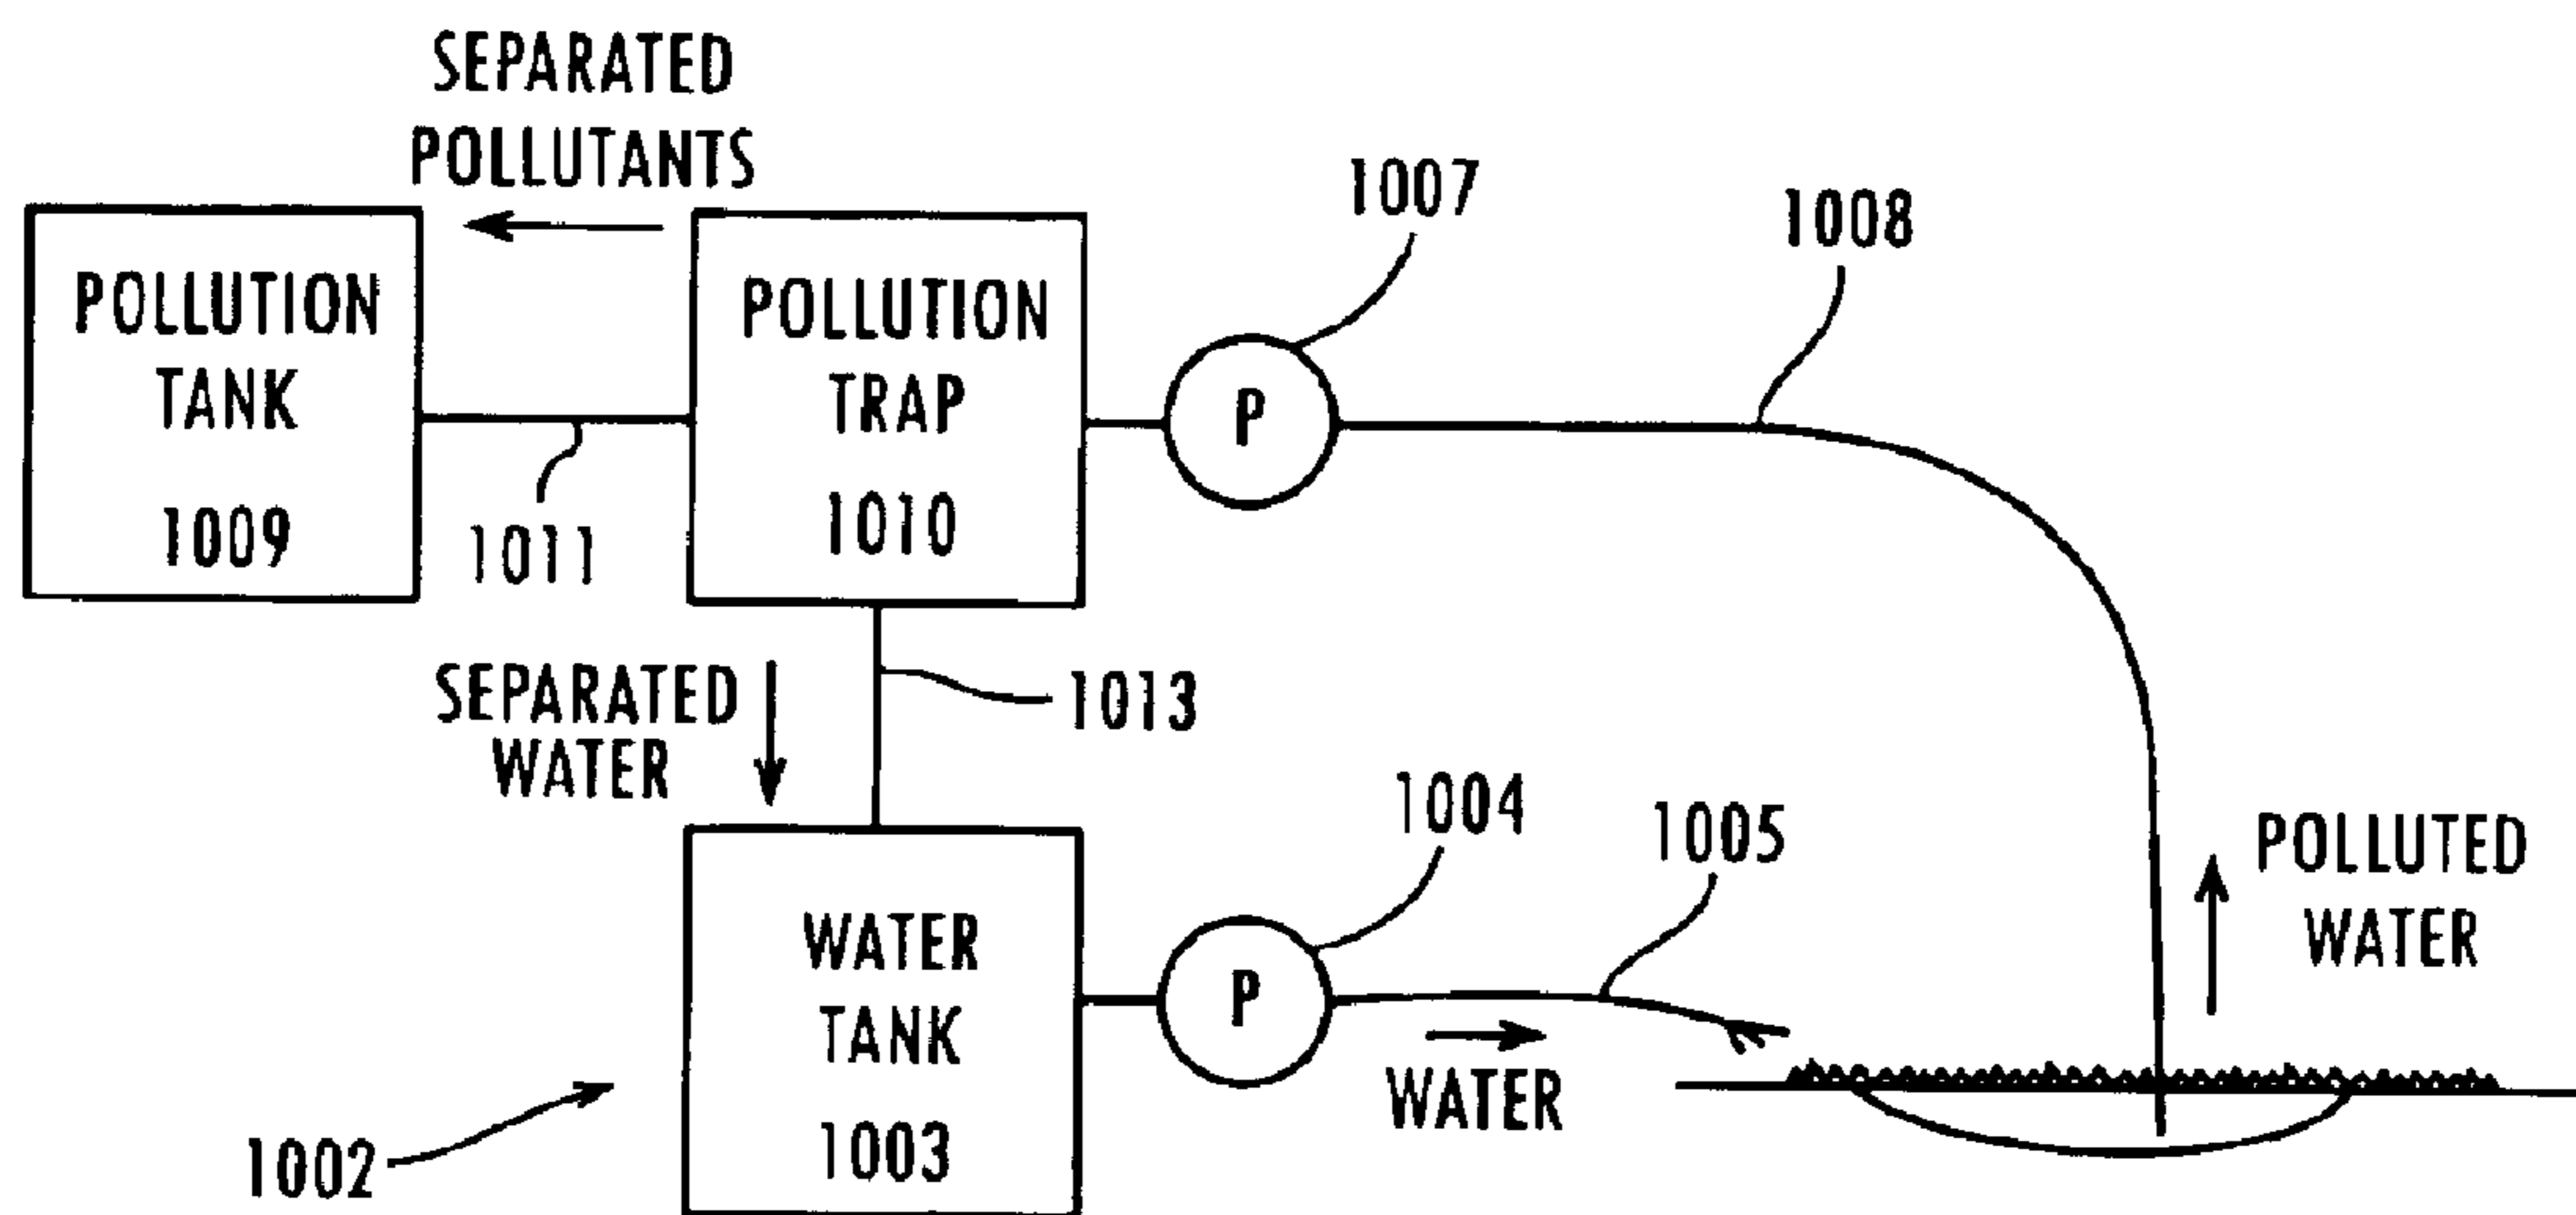 SEPARATED
POLLUTANTS
1007
1008
POLLUTION
TANK
1009
1011
POLLUTION
TRAP
1010
P
SEPARATED
WATER
1013
1004
1005
POLLUTED
WATER
WATER
TANK
1003
P
WATER
1002